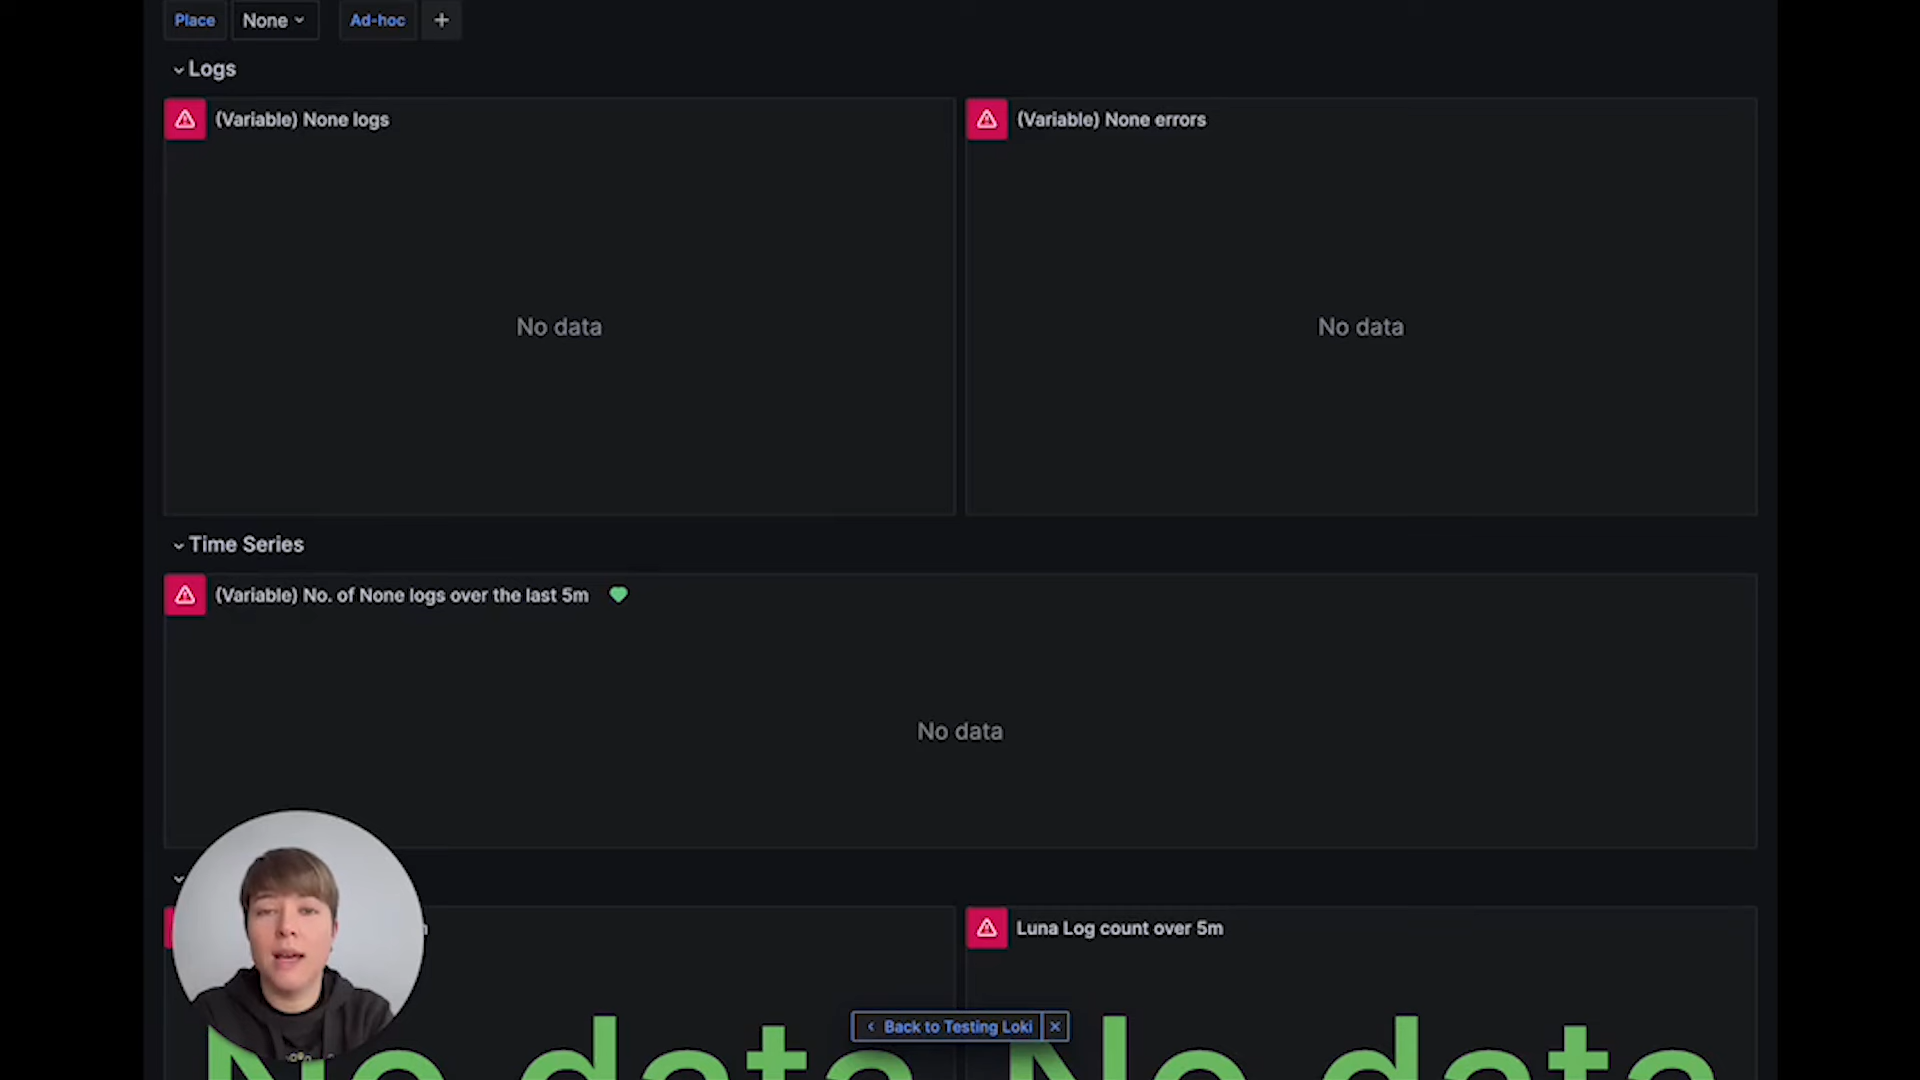 Place None Ad-hoc
Logs
(Variable) None logs
(Variable) None errors
No data
No data
Time Series
(Variable) No. of None logs over the last 5m
No data
Luna Log count over 5m
Back to Testing Loki
No data
No data